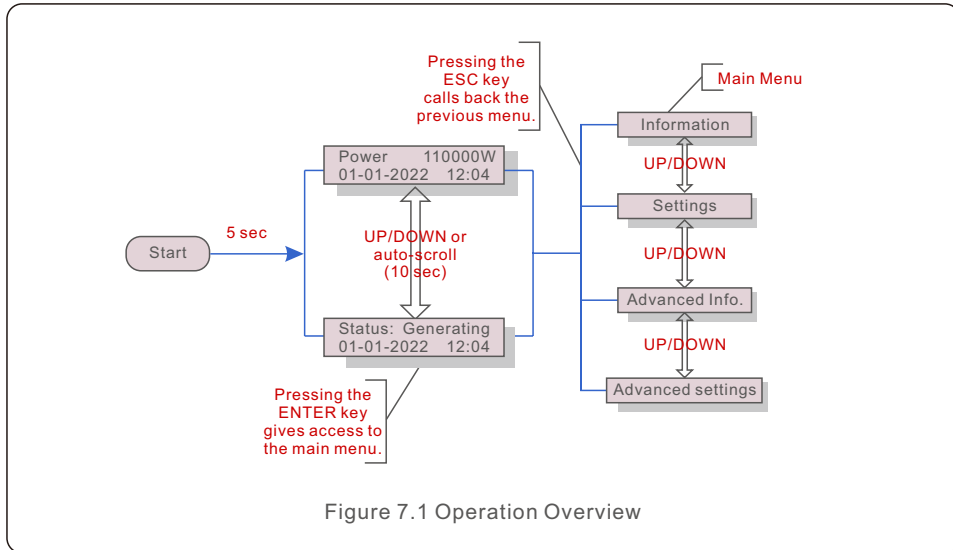 Pressing the
ESC key
calls back the
previous menu.
Main Menu
Information
UP/DOWN
Settings
UP/DOWN
Advanced Info.
UP/DOWN
Advanced settings
Power 110000W
01-01-2022 12:04
5 sec
Start
UP/DOWN or
auto-scroll
(10 sec)
Status: Generating
01-01-2022 12:04
Pressing the
ENTER key
gives access to
the main menu.
Figure 7.1 Operation Overview